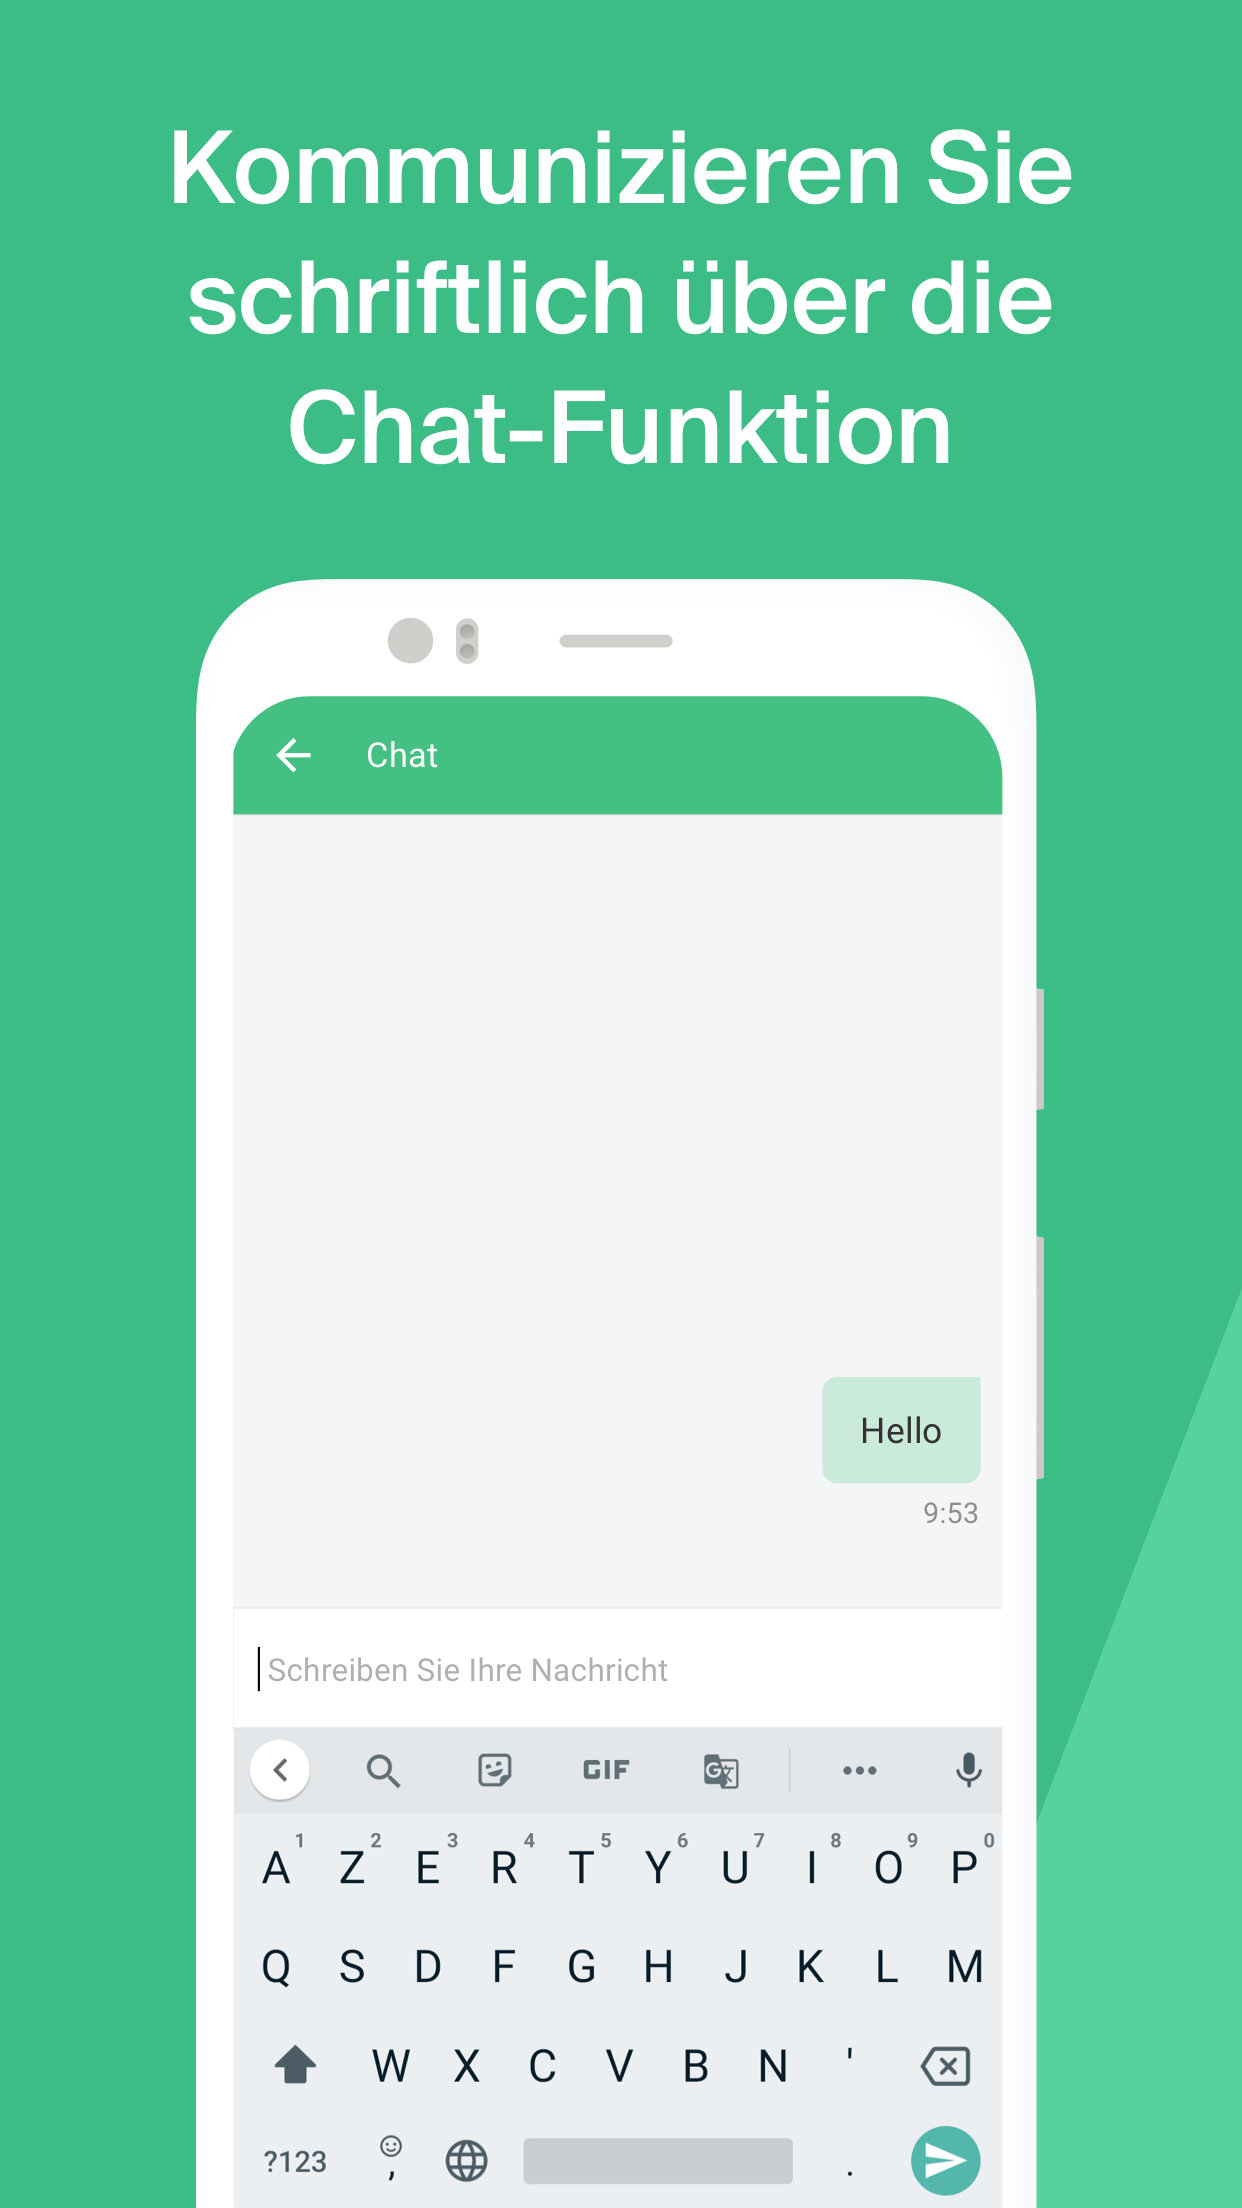 Kommunizieren Sie
schriftlich über die
Chat-Funktion
Chat
Hello
9:53
Schreiben Sie Ihre Nachricht
GIF
1 2 3 4 5 6 7 8 9 0
A Z E R T Y U I O P
Q S D F G H J K L M
W X C V B N '
?123 , .